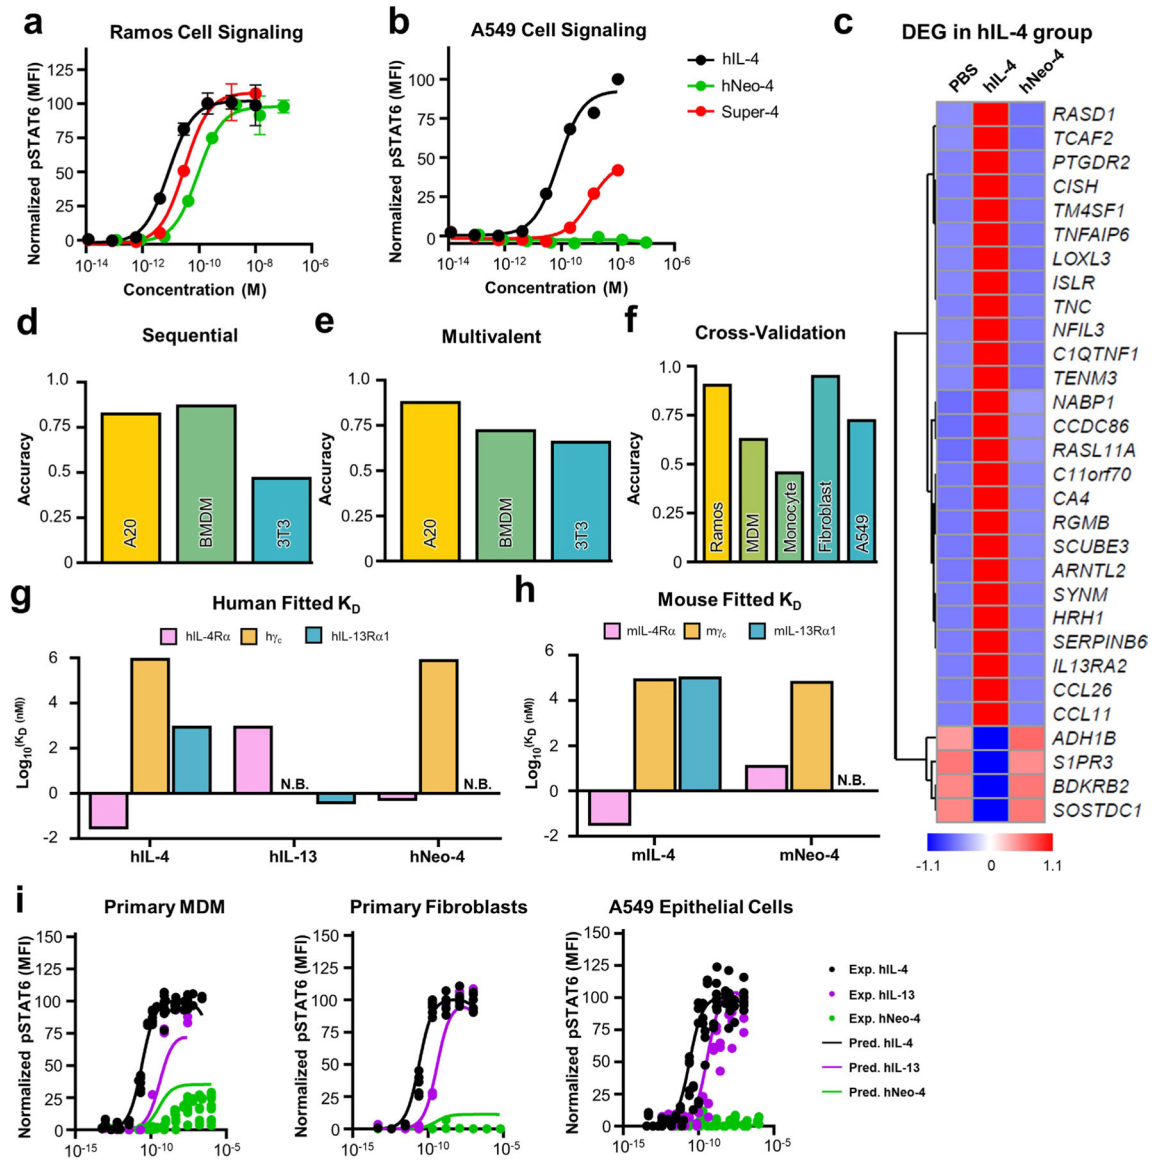 a
Ramos Cell Signaling
Normalized pSTAT6 (MFI)
125
100
75
50
25
0
10-14
10-12
10-10
10-8
10-6
Concentration (M)
b
A549 Cell Signaling
Normalized pSTAT6 (MFI)
100
75
50
25
0
10-14
10-12
10-10
10-8
10-6
Concentration (M)
hIL-4
hNeo-4
Super-4
c
DEG in hIL-4 group
PBS
hIL-4
hNeo-4
RASD1
TCAF2
PTGDR2
CISH
TM4SF1
TNFAIP6
LOXL3
ISLR
TNC
NFIL3
C1QTNF1
TENM3
NABP1
CCDC86
RASL11A
C11orf70
CA4
RGMB
SCUBE3
ARNTL2
SYNM
HRH1
SERPINB6
IL13RA2
CCL26
CCL11
ADH1B
S1PR3
BDKRB2
SOSTDC1
-1.1
0
1.1
d
Sequential
Accuracy
1.0
0.75
0.5
0.25
0
A20
BMDM
3T3
e
Multivalent
Accuracy
1.0
0.75
0.5
0.25
0
A20
BMDM
3T3
f
Cross-Validation
Accuracy
1.0
0.75
0.5
0.25
0
Ramos
MDM
Monocyte
Fibroblast
A549
g
Human Fitted KD
hIL-4Rα
hγc
hIL-13Rα1
Log10(KD (nM))
6
4
2
0
-2
N.B.
N.B.
hIL-4
hIL-13
hNeo-4
h
Mouse Fitted KD
mIL-4Rα
mγc
mIL-13Rα1
Log10(KD (nM))
6
4
2
0
-2
N.B.
mIL-4
mNeo-4
i
Primary MDM
Normalized pSTAT6 (MFI)
150
125
100
75
50
25
0
10-15
10-10
10-5
Primary Fibroblasts
Normalized pSTAT6 (MFI)
150
125
100
75
50
25
0
10-15
10-10
10-5
A549 Epithelial Cells
Normalized pSTAT6 (MFI)
150
125
100
75
50
25
0
10-15
10-10
10-5
Exp. hIL-4
Exp. hIL-13
Exp. hNeo-4
Pred. hIL-4
Pred. hIL-13
Pred. hNeo-4